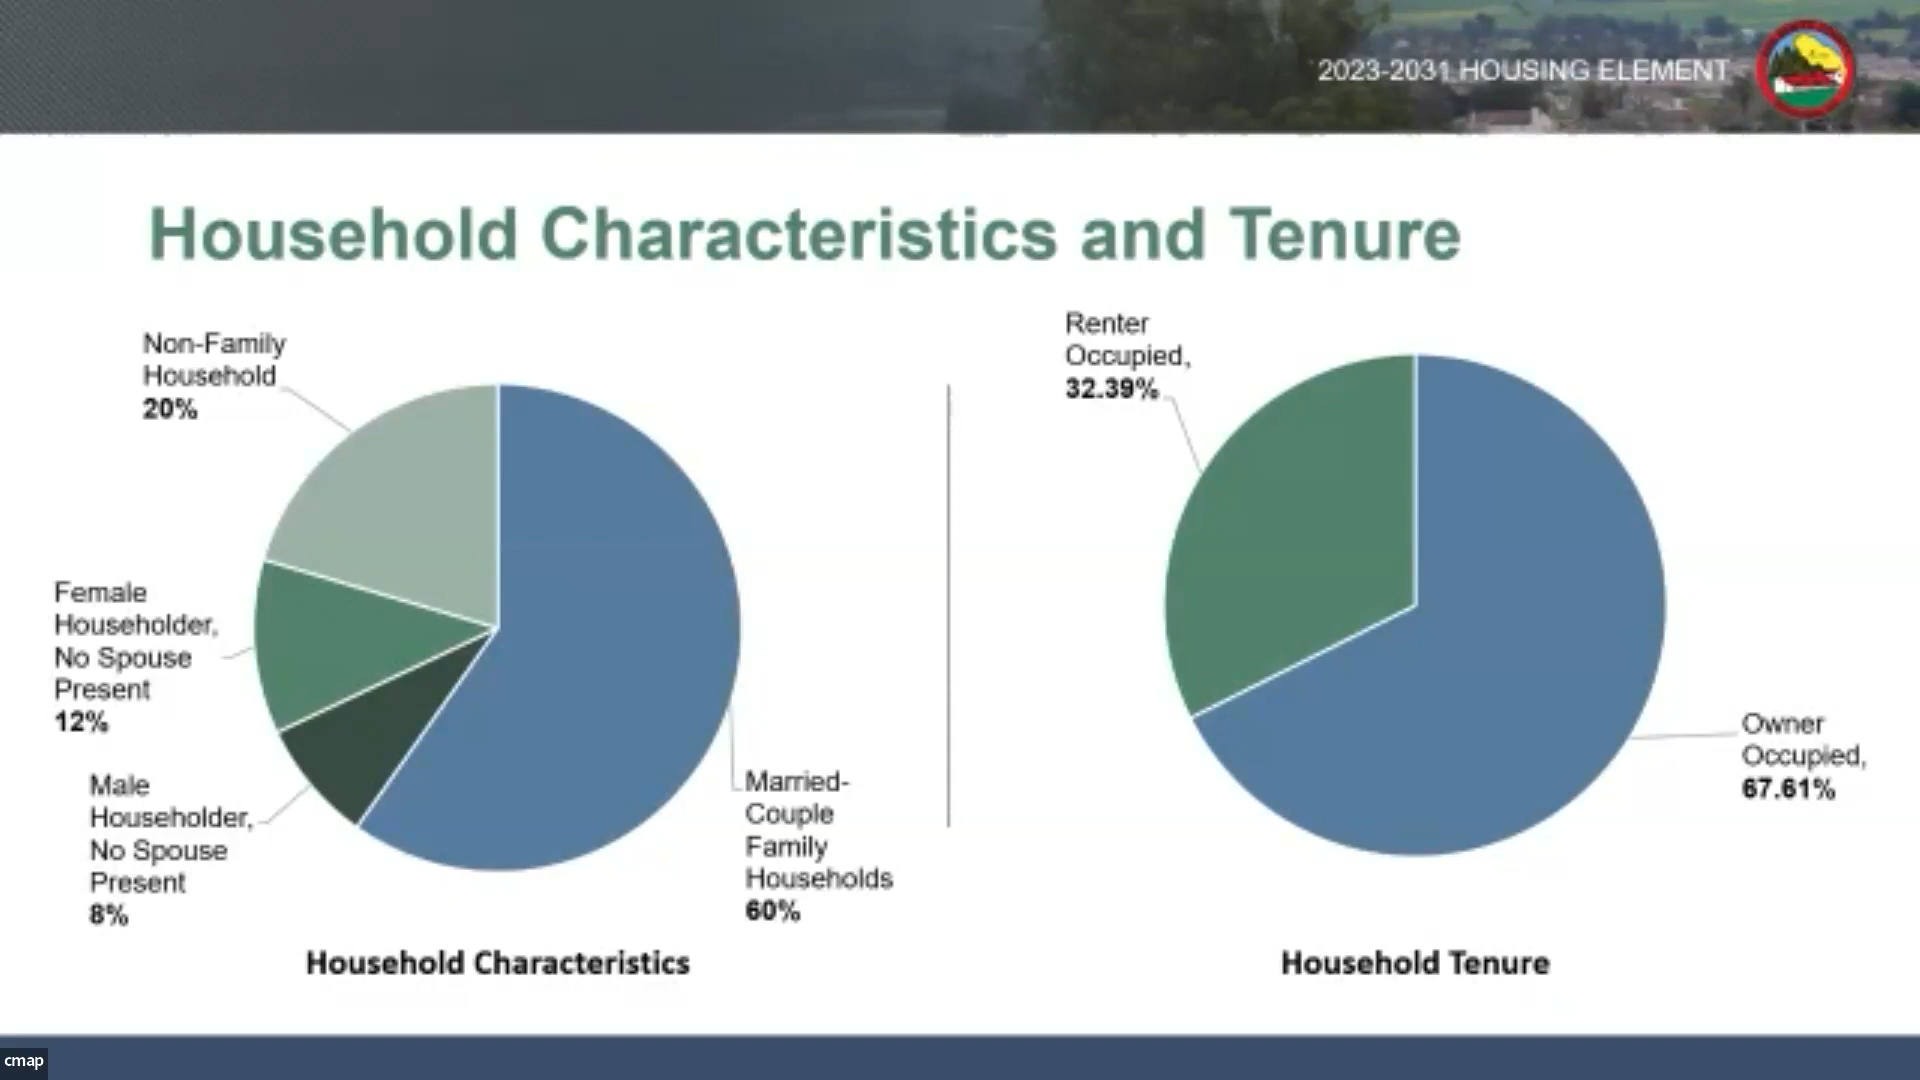 2023-2031 HOUSING ELEMENT
Household Characteristics and Tenure
Non-Family
Household
20%
Female
Householder,
No Spouse
Present
12%
Male
Householder,
No Spouse
Present
8%
Married-
Couple
Family
Households
60%
Household Characteristics
Renter
Occupied,
32.39%
Owner
Occupied,
67.61%
Household Tenure
cmap